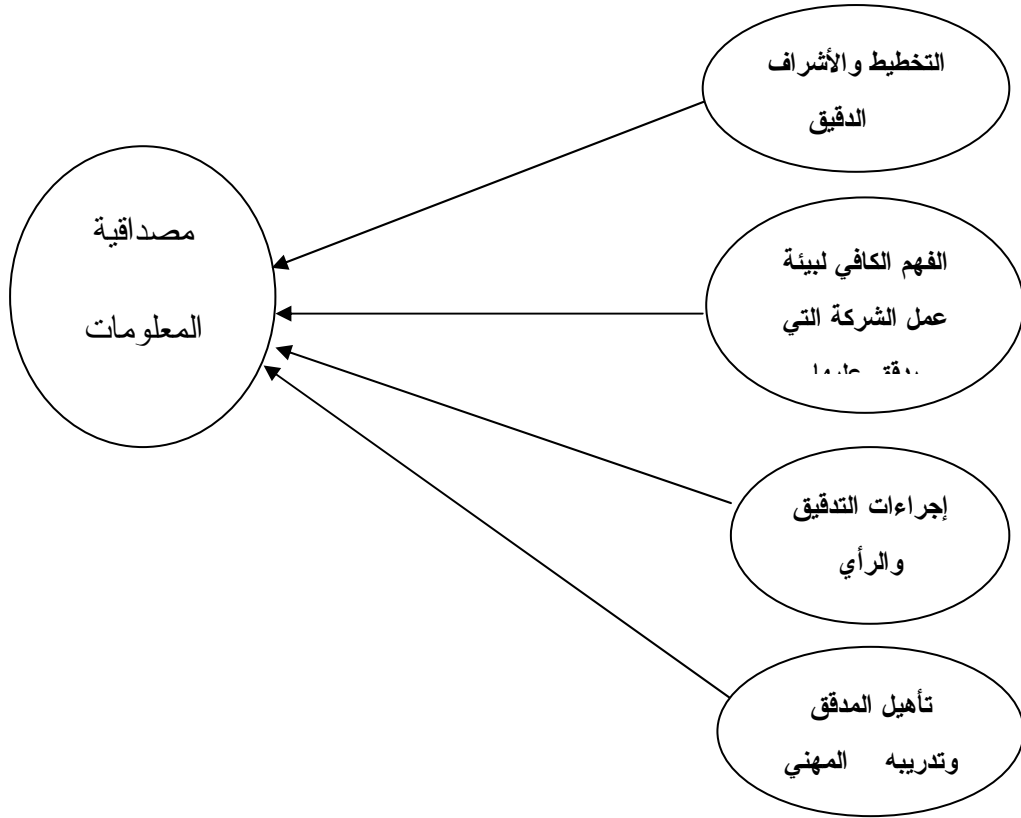 التخطيط والأشراف
الدقيق
مصداقية
المعلومات
الفهم الكافي لبيئة
عمل الشركة التي
إجراءات التدقيق
والرأي
تأهيل المدقق
وتدريبه المهني